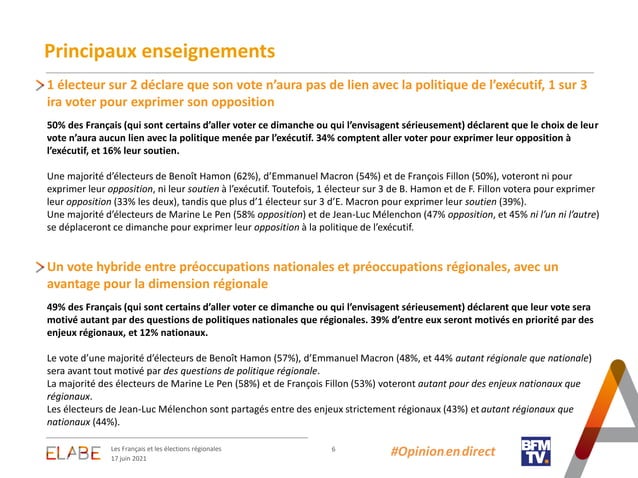 Principaux enseignements
1 électeur sur 2 déclare que son vote n’aura pas de lien avec la politique de l’exécutif, 1 sur 3
ira voter pour exprimer son opposition
50% des Français (qui sont certains d’aller voter ce dimanche ou qui l’envisagent sérieusement) déclarent que le choix de leur
vote n’aura aucun lien avec la politique menée par l’exécutif. 34% comptent aller voter pour exprimer leur opposition à
l’exécutif, et 16% leur soutien.
Une majorité d’électeurs de Benoît Hamon (62%), d’Emmanuel Macron (54%) et de François Fillon (50%), voteront ni pour
exprimer leur opposition, ni leur soutien à l’exécutif. Toutefois, 1 électeur sur 3 de B. Hamon et de F. Fillon votera pour exprimer
leur opposition (33% les deux), tandis que plus d’1 électeur sur 3 d’E. Macron pour exprimer leur soutien (39%).
Une majorité d’électeurs de Marine Le Pen (58% opposition) et de Jean-Luc Mélenchon (47% opposition, et 45% ni l’un ni l’autre)
se déplaceront ce dimanche pour exprimer leur opposition à la politique de l’exécutif.
Un vote hybride entre préoccupations nationales et préoccupations régionales, avec un
avantage pour la dimension régionale
49% des Français (qui sont certains d’aller voter ce dimanche ou qui l’envisagent sérieusement) déclarent que leur vote sera
motivé autant par des questions de politiques nationales que régionales. 39% d’entre eux seront motivés en priorité par des
enjeux régionaux, et 12% nationaux.
Le vote d’une majorité d’électeurs de Benoît Hamon (57%), d’Emmanuel Macron (48%, et 44% autant régionale que nationale)
sera avant tout motivé par des questions de politique régionale.
La majorité des électeurs de Marine Le Pen (58%) et de François Fillon (53%) voteront autant pour des enjeux nationaux que
régionaux.
Les électeurs de Jean-Luc Mélenchon sont partagés entre des enjeux strictement régionaux (43%) et autant régionaux que
nationaux (44%).
ELABE
Les Français et les élections régionales
17 juin 2021
6
#Opinionendirect
BFM
TV.